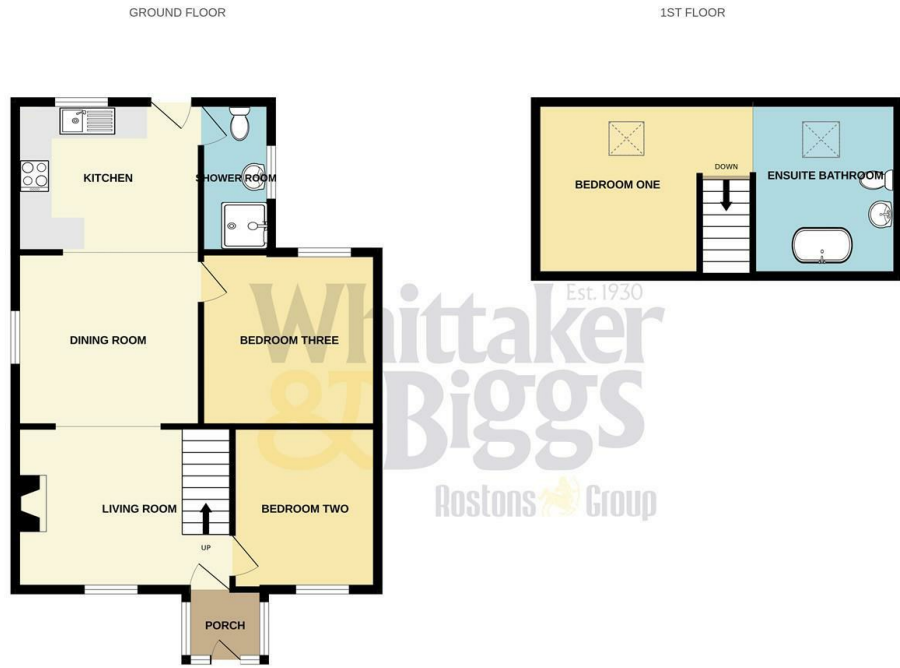 GROUND FLOOR
1ST FLOOR
KITCHEN
SHOWER ROOM
BEDROOM ONE
DOWN
ENSUITE BATHROOM
Est. 1930
Whittaker
& Biggs
DINING ROOM
BEDROOM THREE
LIVING ROOM
BEDROOM TWO
Rostons Group
UP
PORCH